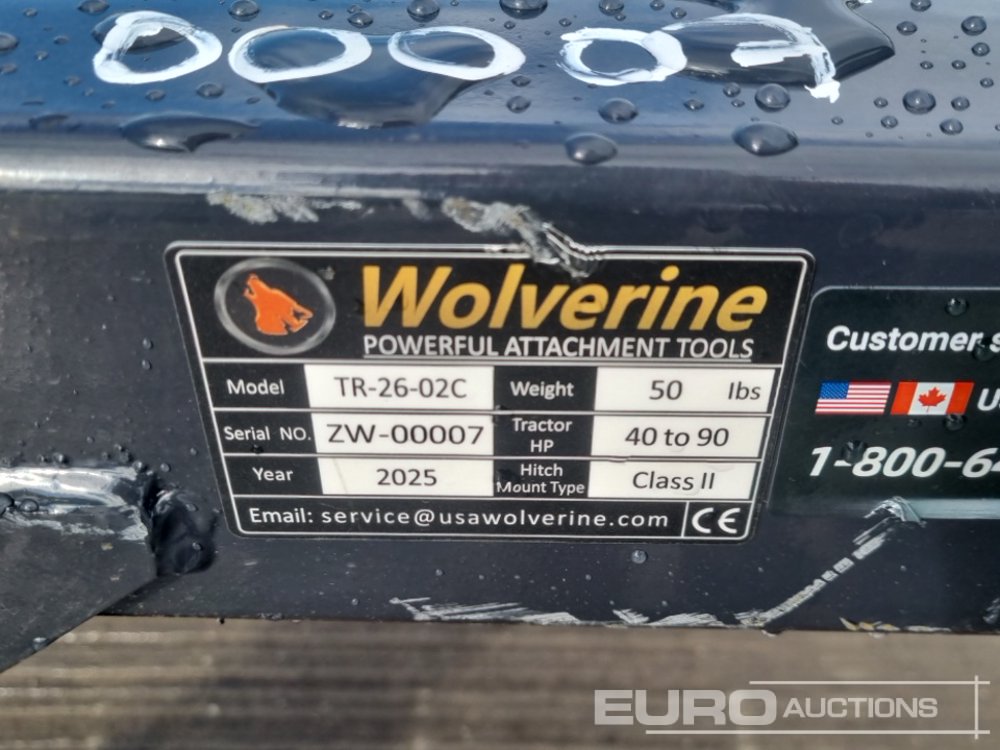 00007
Wolverine
POWERFUL ATTACHMENT TOOLS
Model TR-26-02C Weight 50 lbs
Serial NO. ZW-00007 Tractor HP 40 to 90
Year 2025 Hitch Mount Type Class II
Email: service@usawolverine.com CE
Customer
1-800-64
EURO AUCTIONS